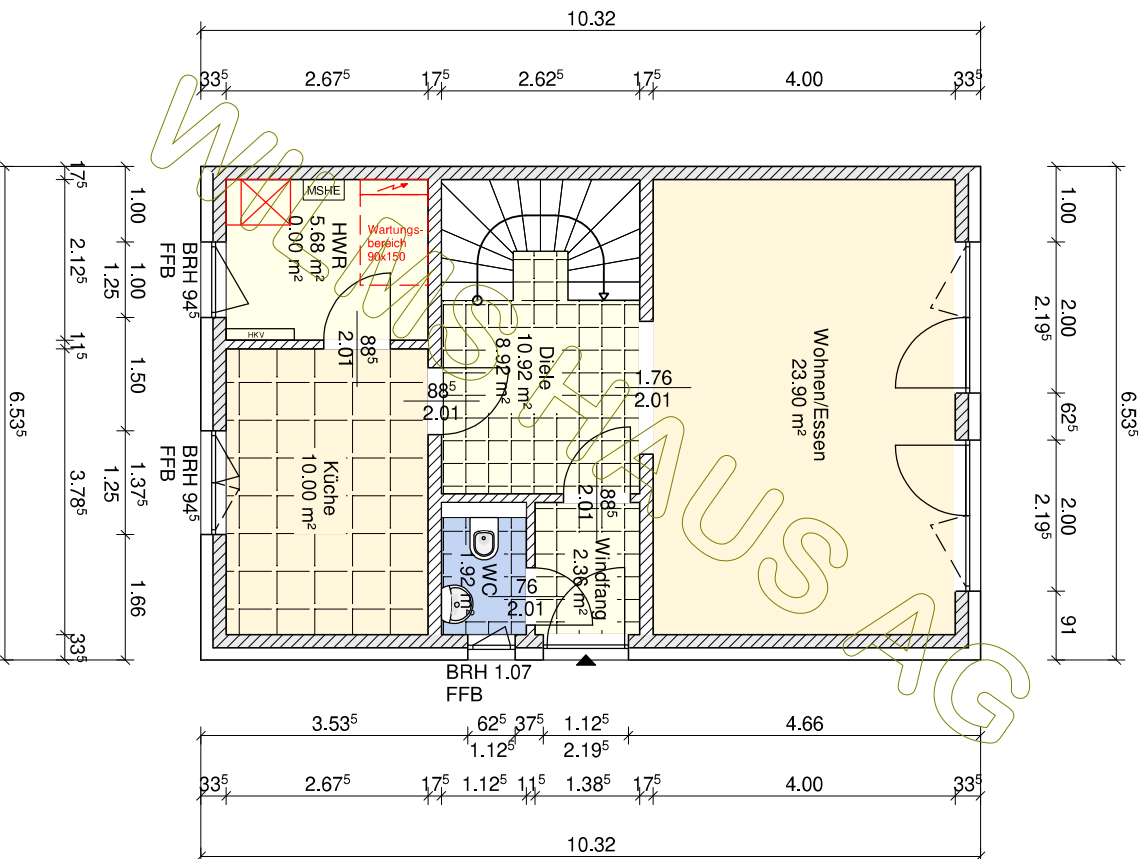 10.32
33⁵ 2.67⁵ 17⁵ 2.62⁵ 17⁵ 4.00 33⁵
6.53⁵
17⁵ 2.12⁵ 11⁵ 3.78⁵ 33⁵
1.00 1.00 1.50 1.37⁵ 1.66
1.25 1.25
BRH 94⁵
FFB
BRH 94⁵
FFB
MSHE
HWR
5.68 m²
0.00 m²
Wartungs-
bereich
90x150
HKV
88⁵
2.01
88⁵
2.01
Küche
10.00 m²
Diele
10.92 m²
8.92 m²
1.76
2.01
88⁵
2.01
Windfang
2.36 m²
WC
1.92 m²
76
2.01
Wohnen/Essen
23.90 m²
1.00 2.00 62⁵ 2.00 91
2.19⁵ 2.19⁵
6.53⁵
BRH 1.07
FFB
3.53⁵ 62⁵ 37⁵ 1.12⁵ 4.66
1.12⁵ 2.19⁵
33⁵ 2.67⁵ 17⁵ 1.12⁵ 11⁵ 1.38⁵ 17⁵ 4.00 33⁵
10.32
WILLMS HAUS AG